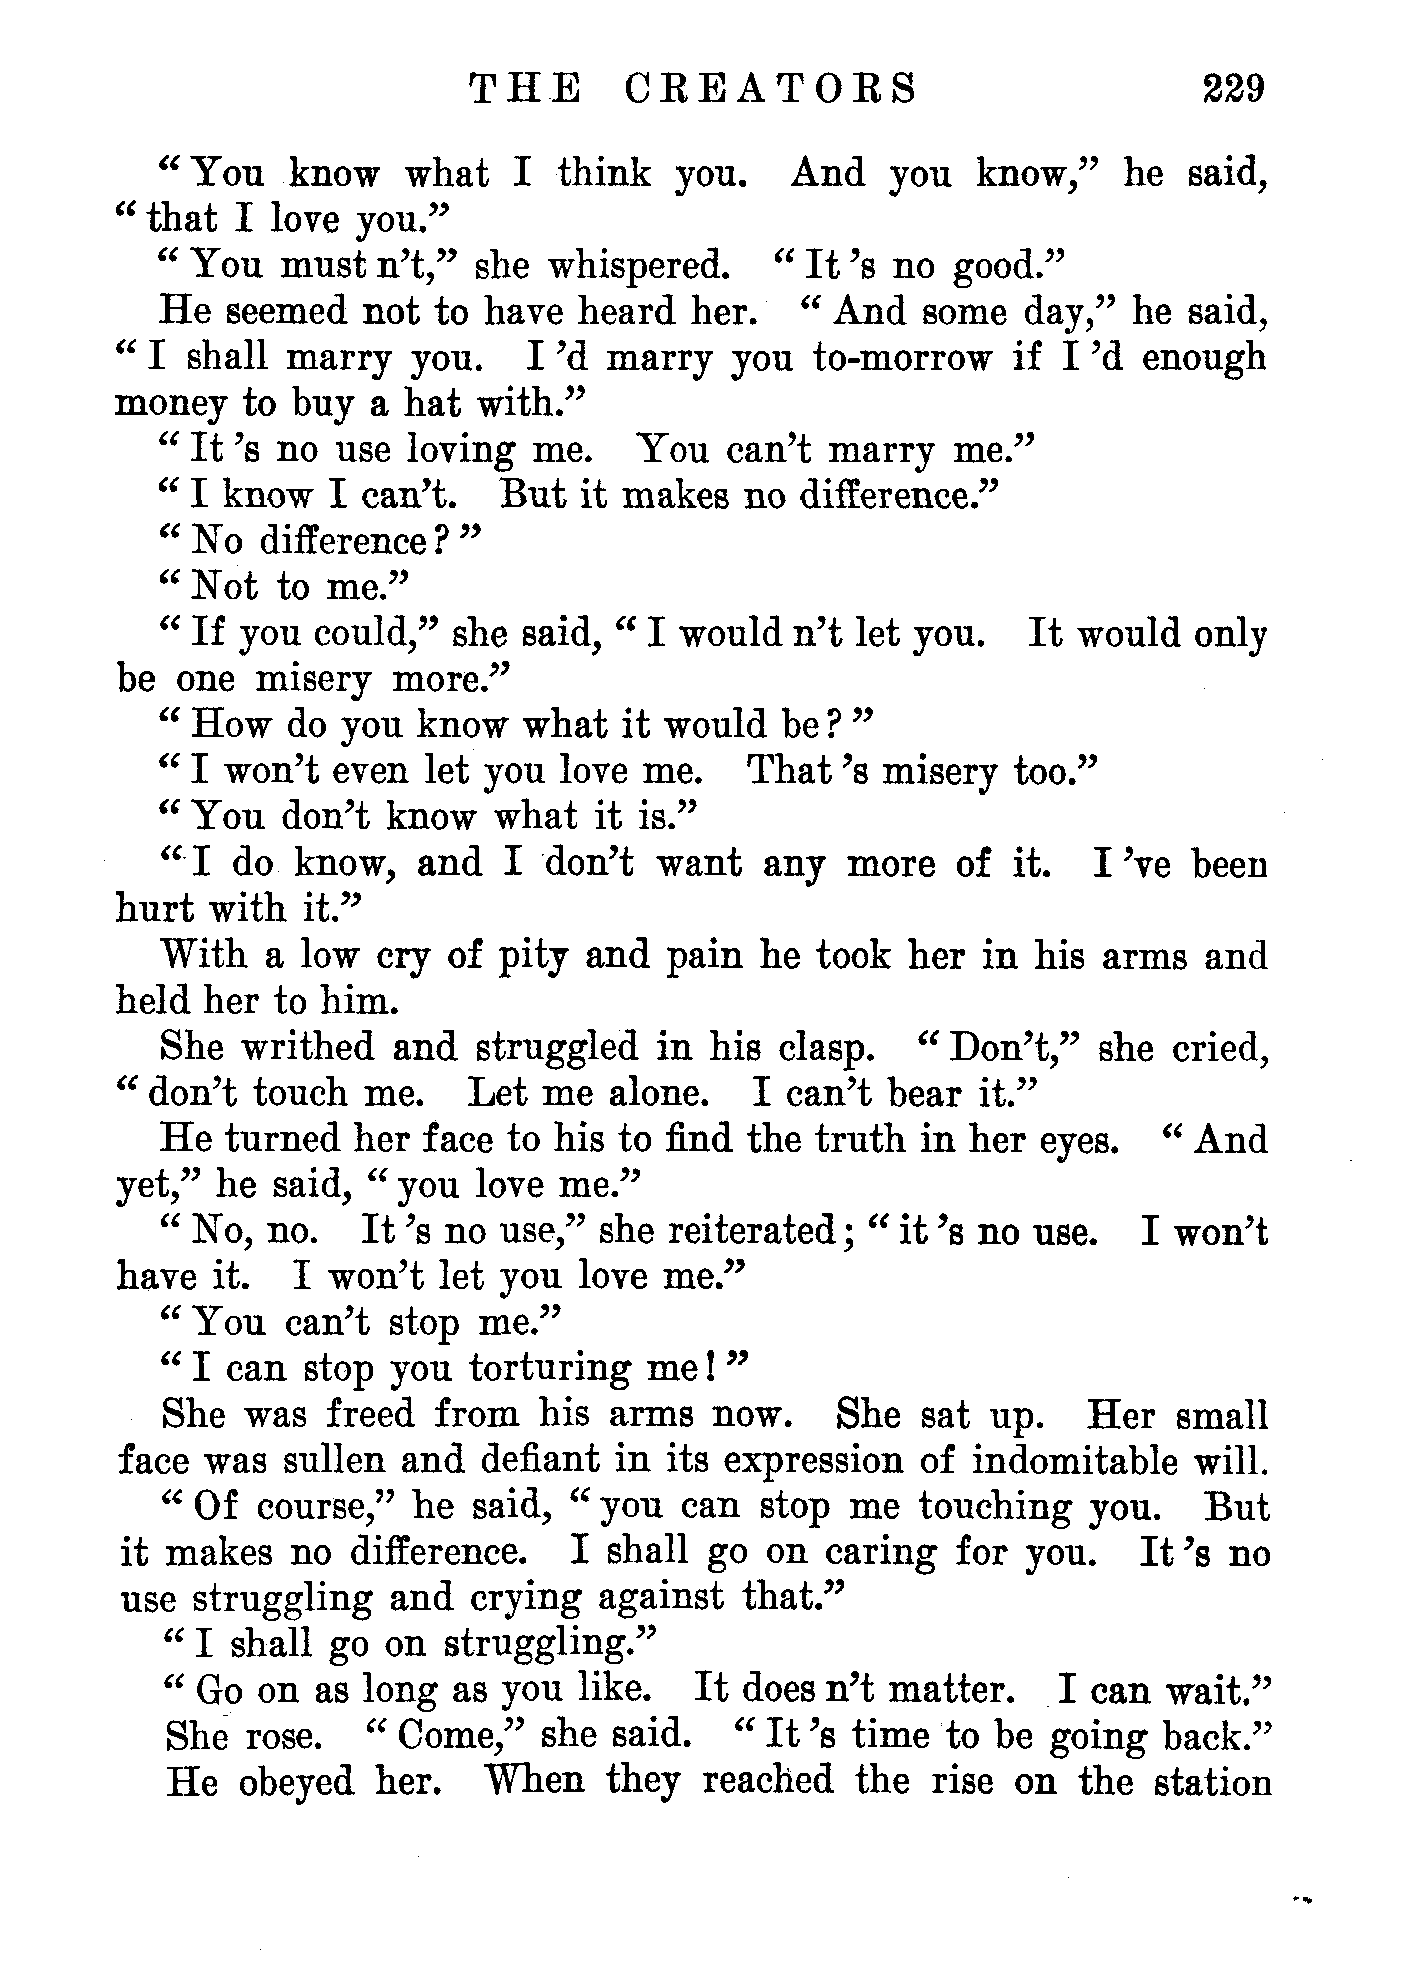 THE CREATORS 229
"You know what I think you. And you know," he said,
"that I love you."
"You must n't," she whispered. "It 's no good."
He seemed not to have heard her. "And some day," he said,
"I shall marry you. I 'd marry you to-morrow if I 'd enough
money to buy a hat with."
"It 's no use loving me. You can't marry me."
"I know I can't. But it makes no difference."
"No difference?"
"Not to me."
"If you could," she said, "I would n't let you. It would only
be one misery more."
"How do you know what it would be?"
"I won't even let you love me. That 's misery too."
"You don't know what it is."
"I do know, and I don't want any more of it. I 've been
hurt with it."
With a low cry of pity and pain he took her in his arms and
held her to him.
She writhed and struggled in his clasp. "Don't," she cried,
"don't touch me. Let me alone. I can't bear it."
He turned her face to his to find the truth in her eyes. "And
yet," he said, "you love me."
"No, no. It 's no use," she reiterated; "it 's no use. I won't
have it. I won't let you love me."
"You can't stop me."
"I can stop you torturing me!"
She was freed from his arms now. She sat up. Her small
face was sullen and defiant in its expression of indomitable will.
"Of course," he said, "you can stop me touching you. But
it makes no difference. I shall go on caring for you. It 's no
use struggling and crying against that."
"I shall go on struggling."
"Go on as long as you like. It does n't matter. I can wait."
She rose. "Come," she said. "It 's time to be going back."
He obeyed her. When they reached the rise on the station